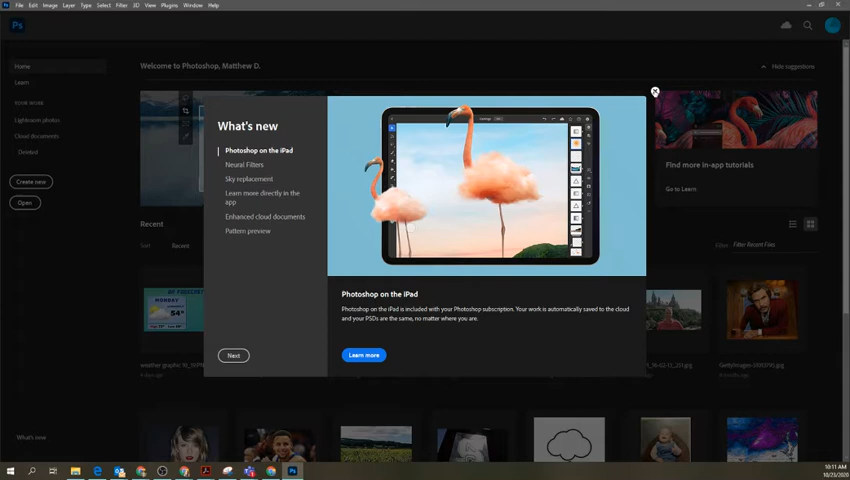 Ps File Edit Image Layer Type Select Filter 3D View Plugins Window Help
Ps
Home
Learn
YOUR WORK
Lightroom photos
Cloud documents
Deleted
Create new
Open
What's new
Welcome to Photoshop, Matthew D.
Hide suggestions
What's new
Photoshop on the iPad
Neural Filters
Sky replacement
Learn more directly in the
app
Enhanced cloud documents
Pattern preview
Next
Photoshop on the iPad
Photoshop on the iPad is included with your Photoshop subscription. Your work is automatically saved to the cloud
and your PSDs are the same, no matter where you are.
Learn more
Find more in-app tutorials
Go to Learn
Recent
Sort Recent
Filter Filter Recent Files
MONDAY
54°
10:11 AM
10/23/2020